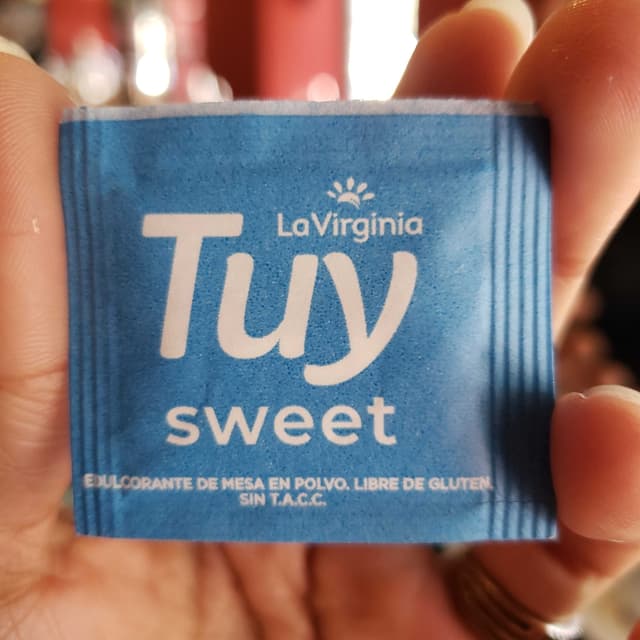 LaVirginia
Tuy
sweet
EDULCORANTE DE MESA EN POLVO. LIBRE DE GLUTEN.
SIN T.A.C.C.